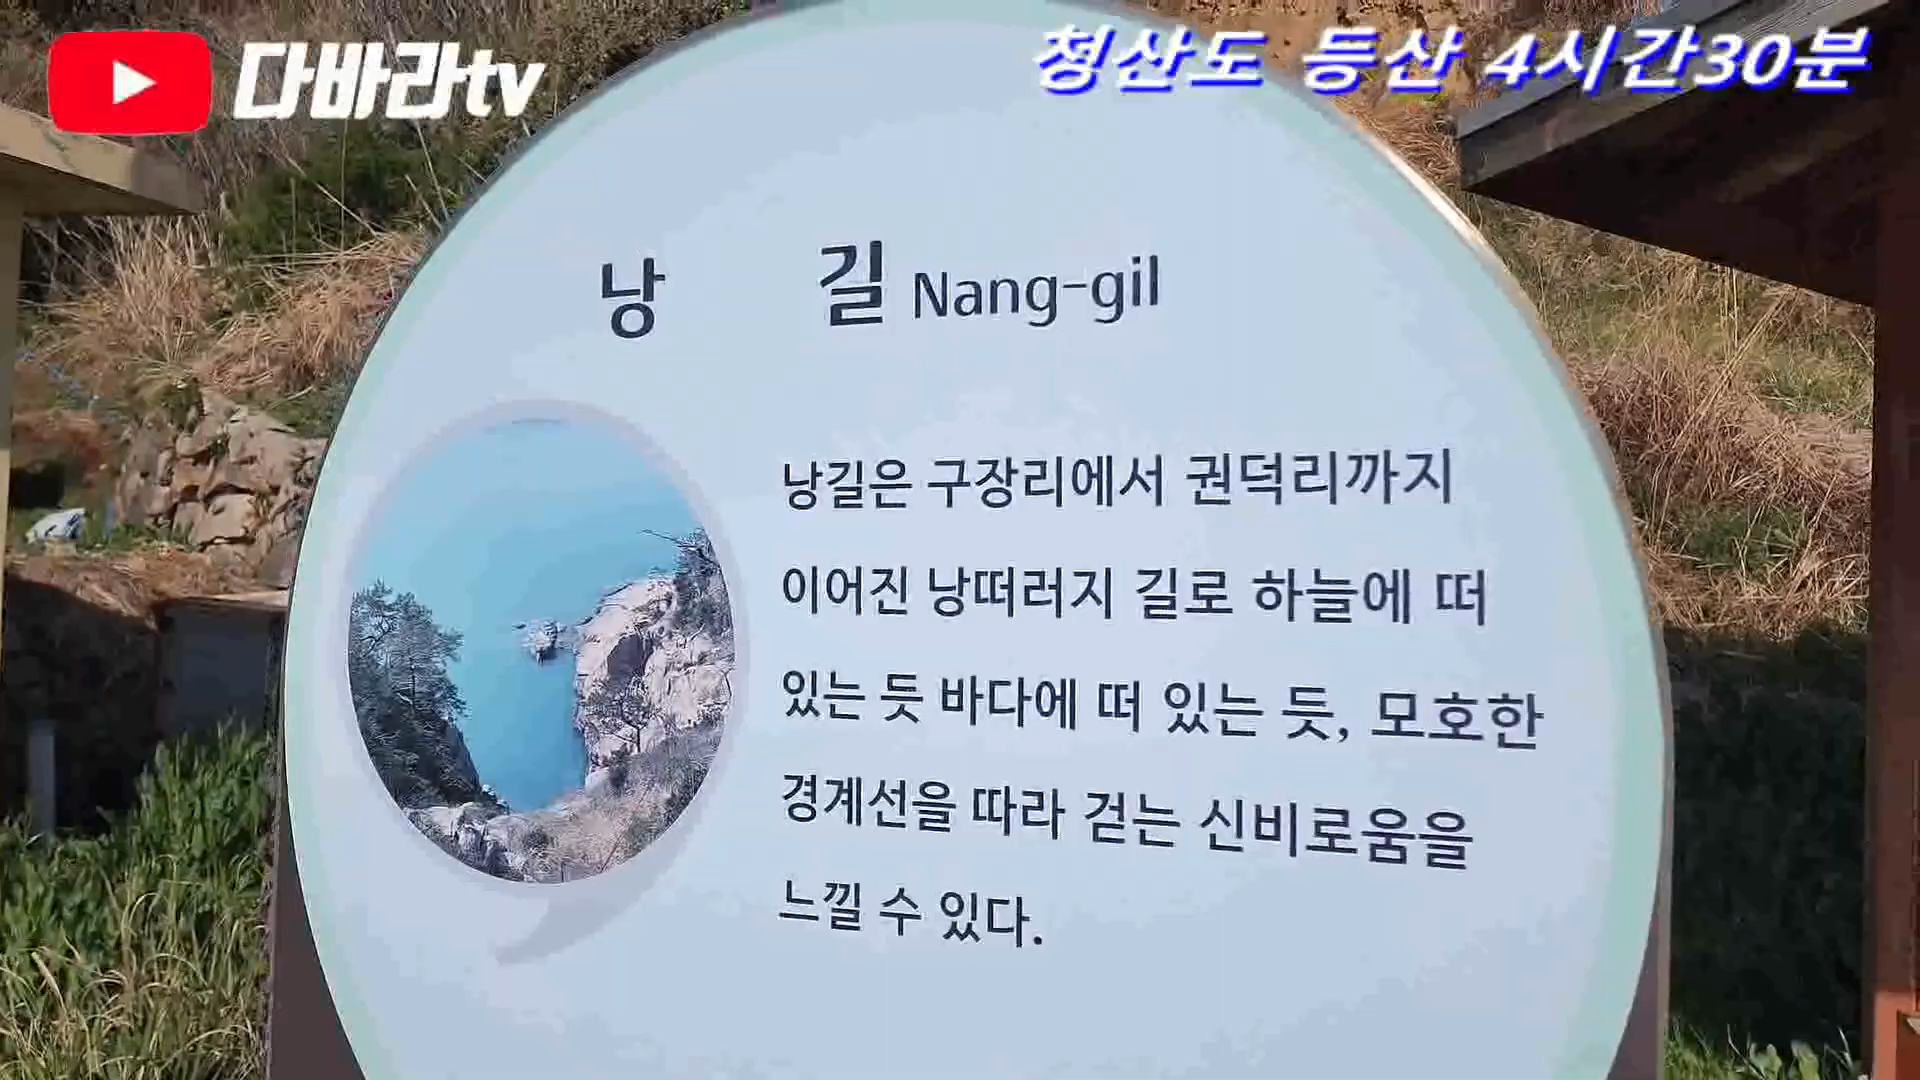 다바라tv
청산도 등산 4시간30분
낭 길 Nang-gil
낭길은 구장리에서 권덕리까지
이어진 낭떠러지 길로 하늘에 떠
있는 듯 바다에 떠 있는 듯, 모호한
경계선을 따라 걷는 신비로움을
느낄 수 있다.